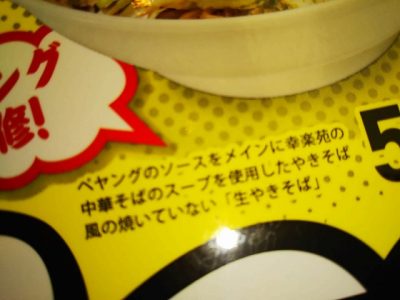 ング
修!
ペヤングのソースをメインに幸楽苑の
中華そばのスープを使用したやきそば
風の焼いていない「生やきそば」
5